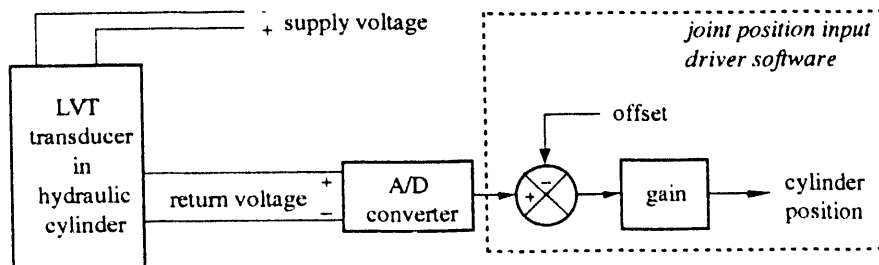 -
+ supply voltage
joint position input
driver software
LVT
transducer
in
hydraulic
cylinder
return voltage
+
-
A/D
converter
offset
-
+
gain
cylinder
position